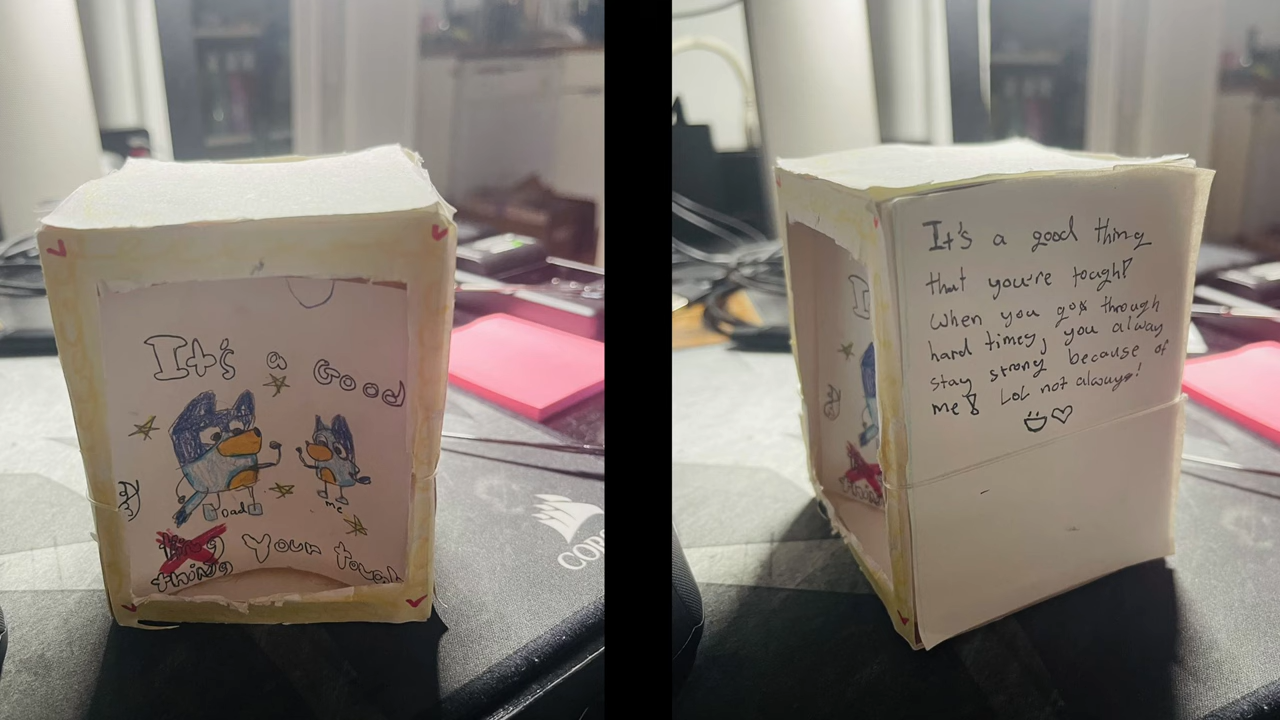 It's a Good
Dad
me
thing Your tough
COR
It's a good thing
that you're tough!
When you go through
hard times, you alway
stay strong because of
me! LoL not always!